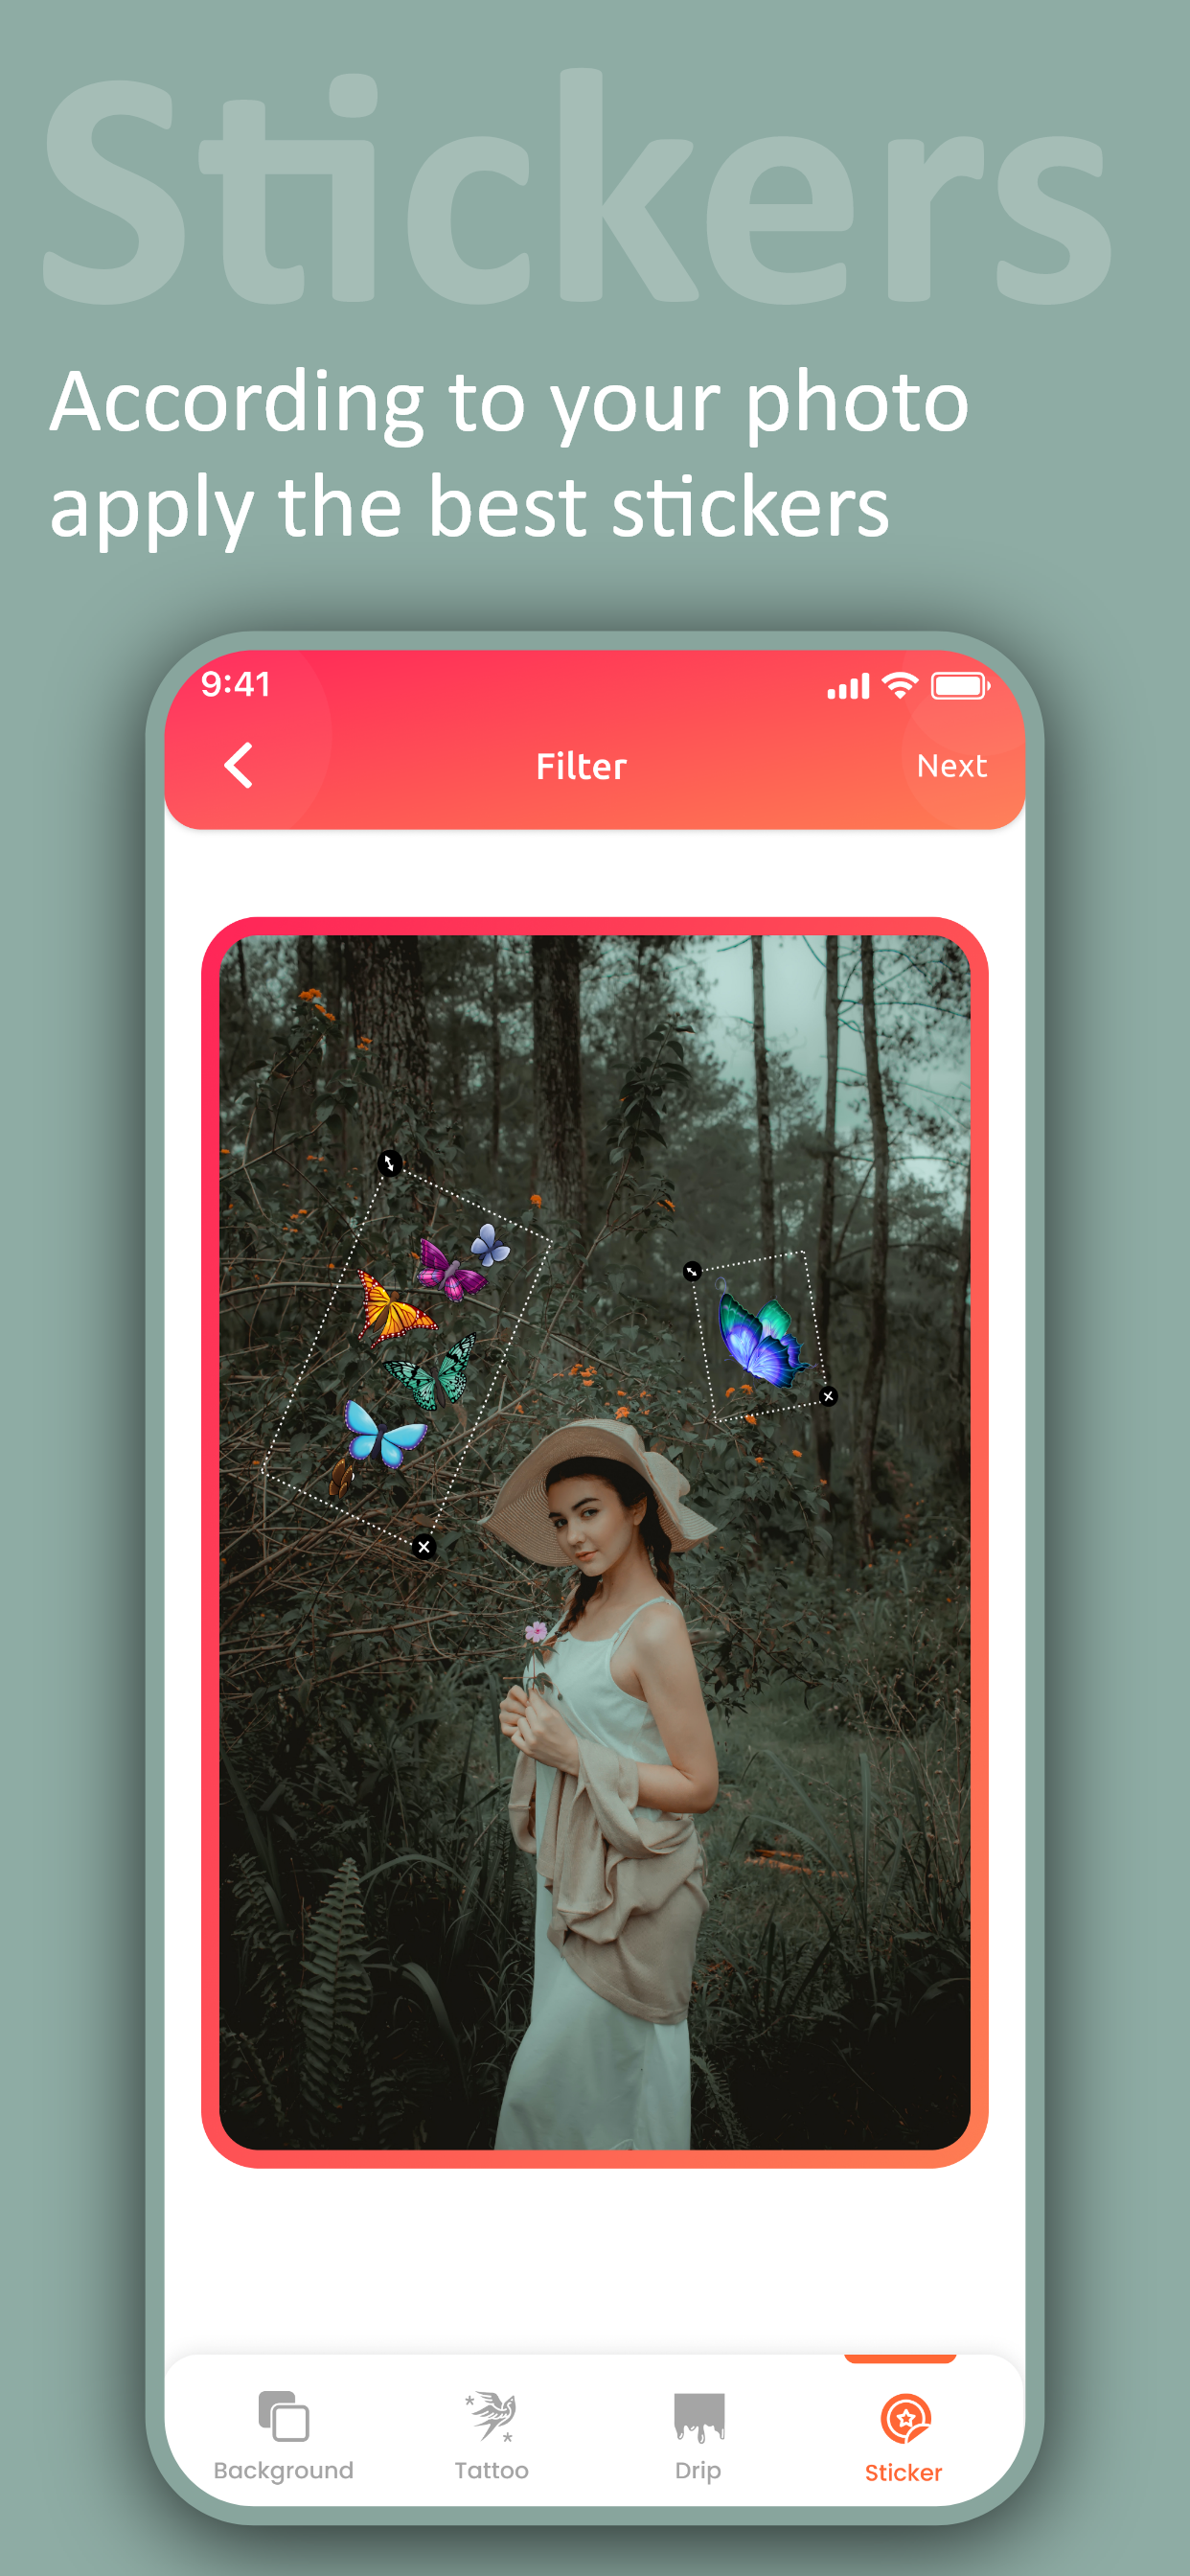 Stickers
According to your photo
apply the best stickers
9:41
Filter
Next
Background
Tattoo
Drip
Sticker